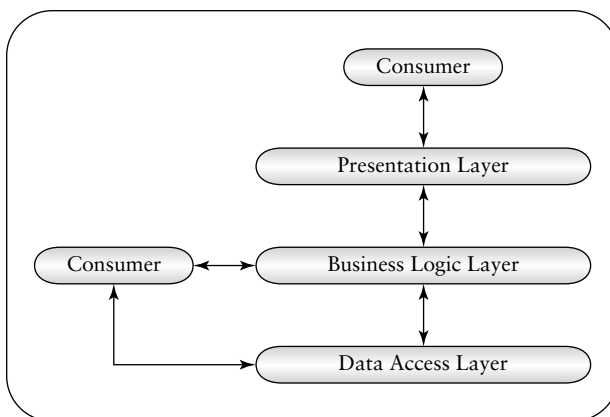 Consumer
Presentation Layer
Consumer
Business Logic Layer
Data Access Layer